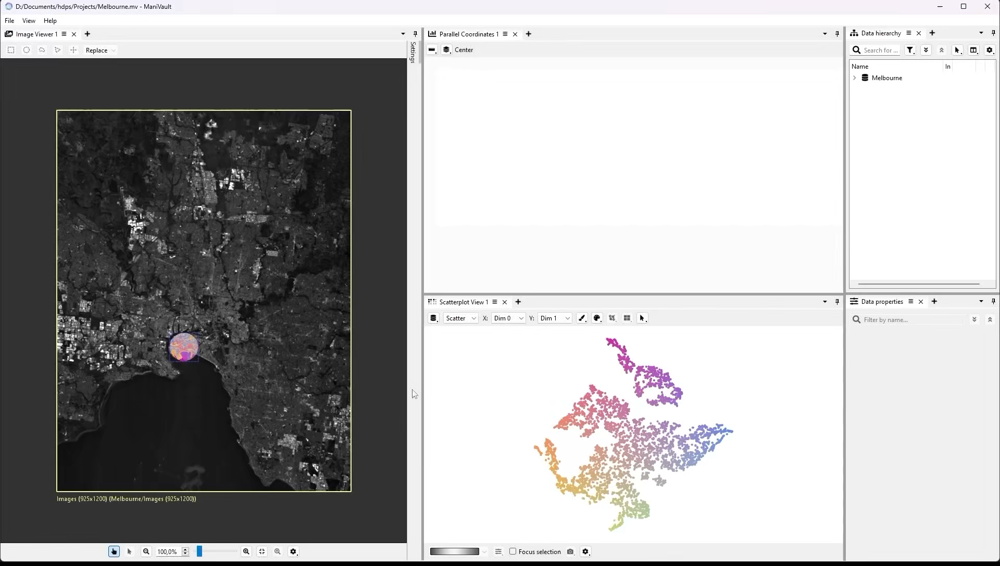 D:/Documents/hdps/Projects/Melbourne.mv - ManiVault
File View Help
Image Viewer 1
Replace
Settings
Images (925x1200) (Melbourne/Images (925x1200))
100,0%
Parallel Coordinates 1
Center
Scatterplot View 1
Scatter X: Dim 0 Y: Dim 1
Focus selection
Data hierarchy
Search for ...
Name In
Melbourne
Data properties
Filter by name...